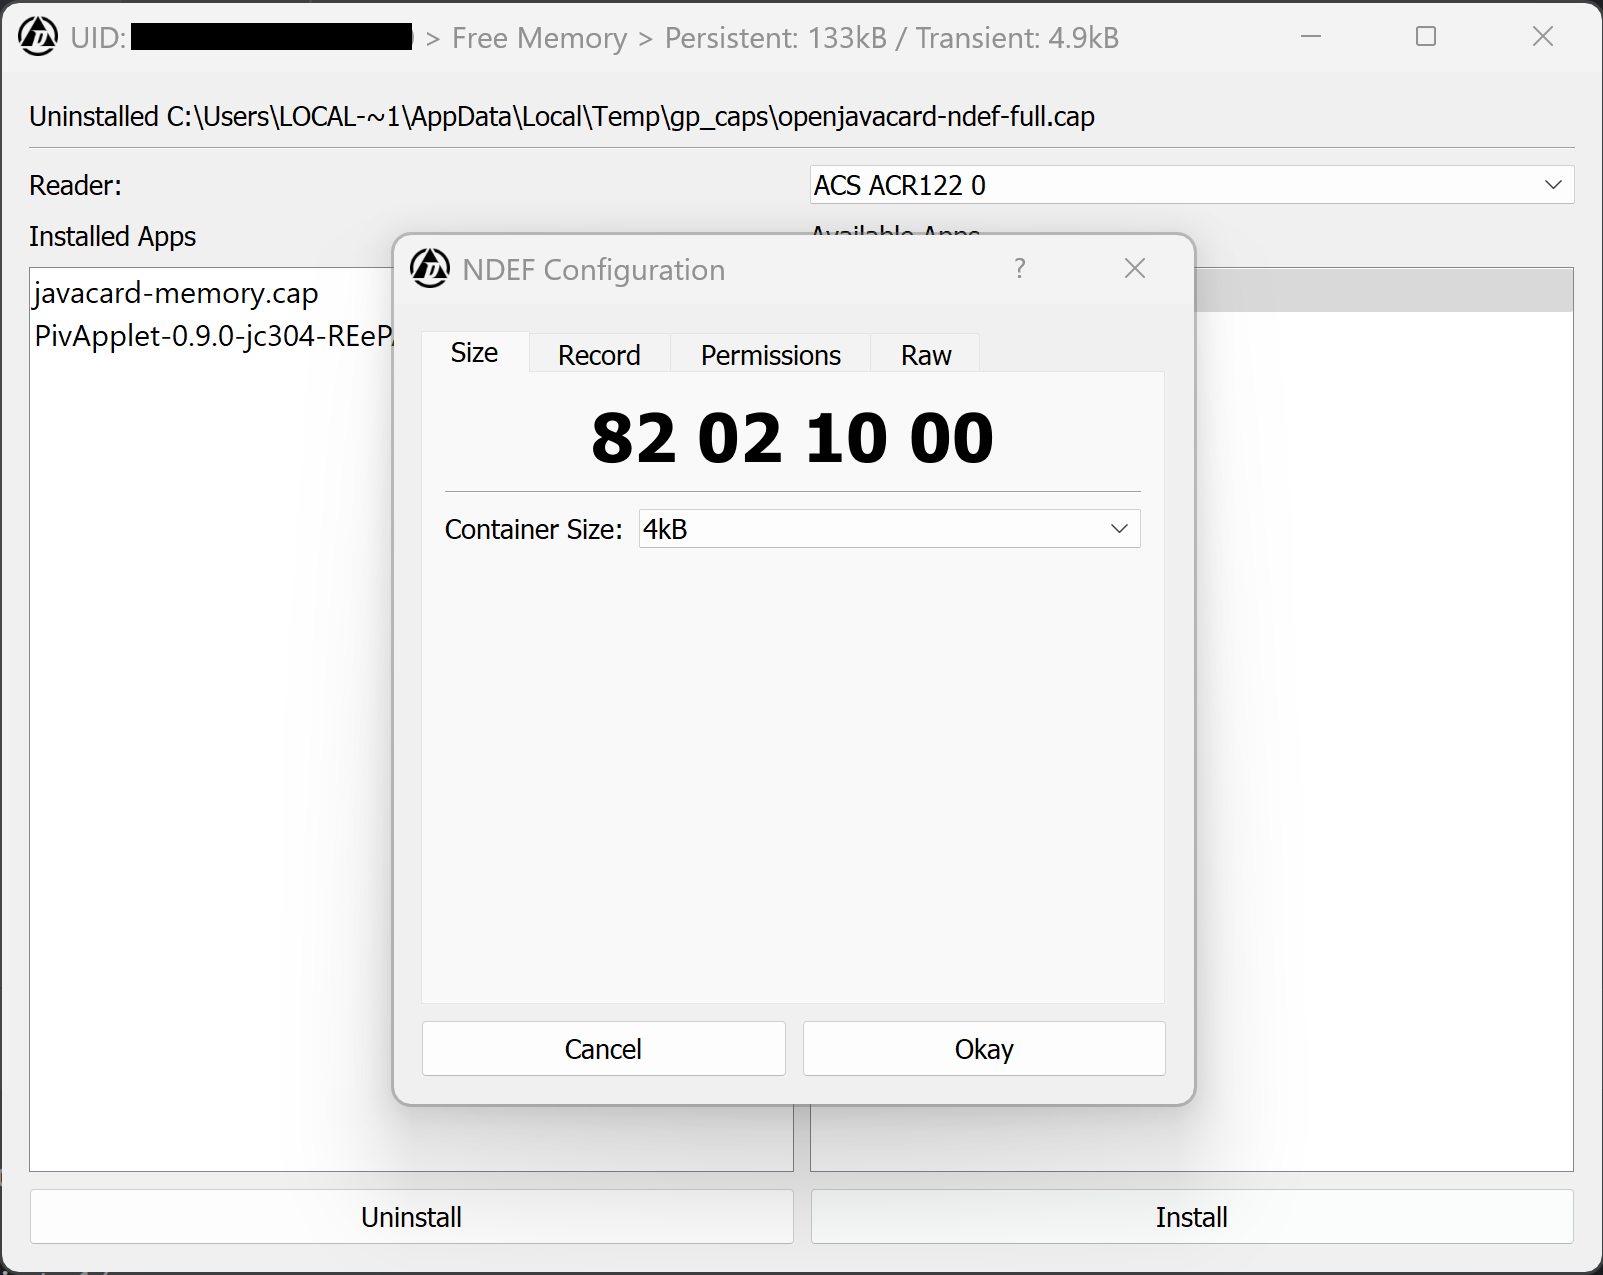 UID: > Free Memory > Persistent: 133kB / Transient: 4.9kB
Uninstalled C:\Users\LOCAL-~1\AppData\Local\Temp\gp_caps\openjavacard-ndef-full.cap
Reader:
ACS ACR122 0
Installed Apps
Available Apps
javacard-memory.cap
PivApplet-0.9.0-jc304-REeP
NDEF Configuration
?
Size Record Permissions Raw
82 02 10 00
Container Size: 4kB
Cancel
Okay
Uninstall
Install